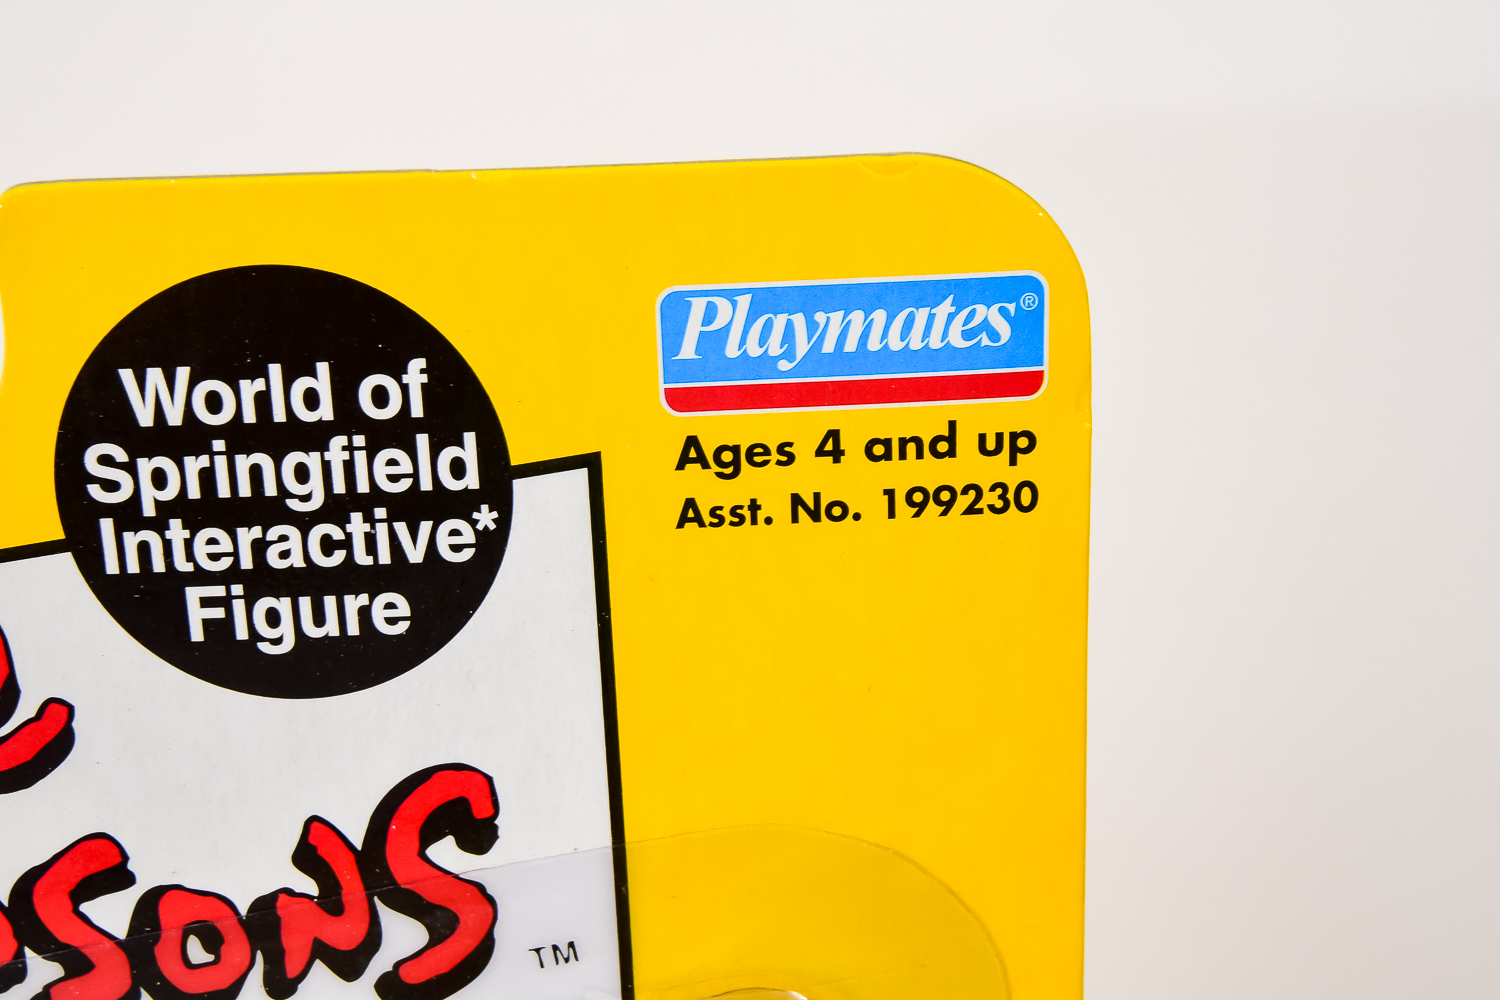 Playmates®
Ages 4 and up
Asst. No. 199230
World of
Springfield
Interactive*
Figure
SONS
TM